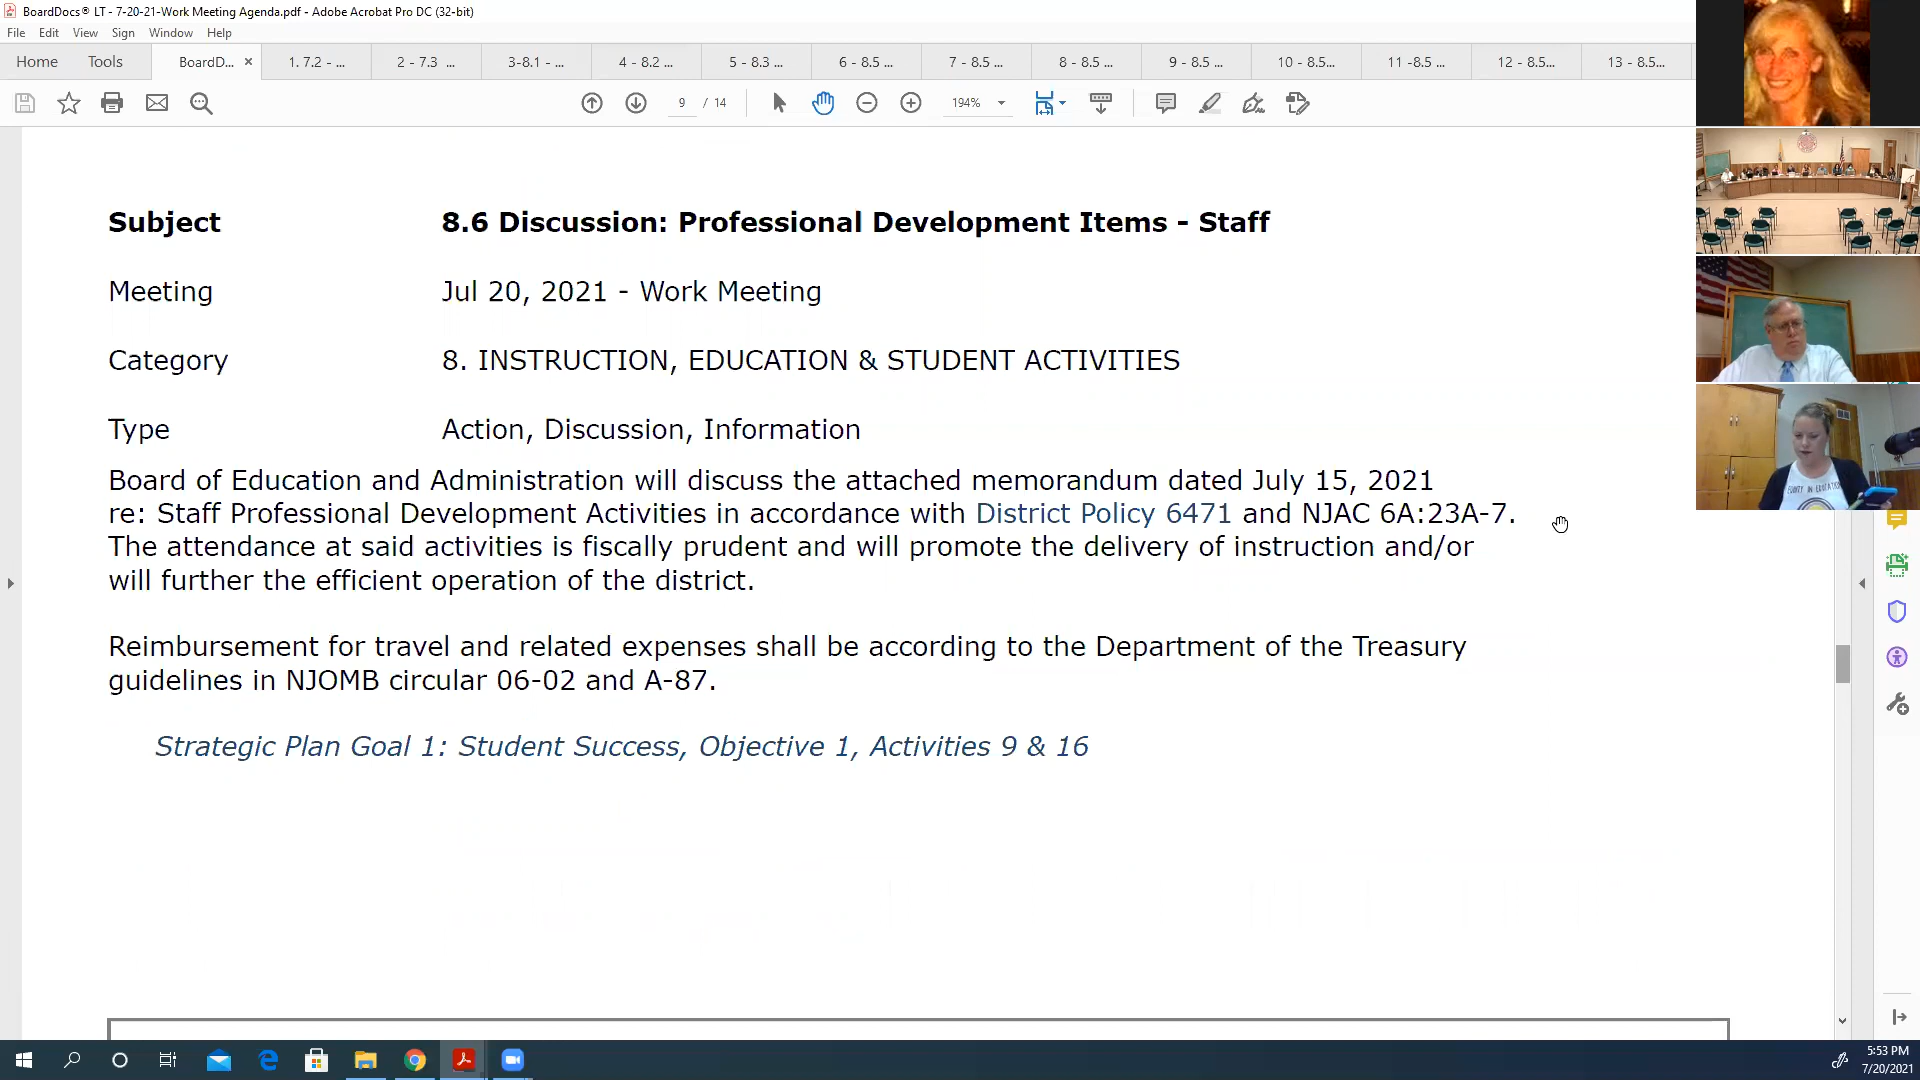 BoardDocs® LT - 7-20-21-Work Meeting Agenda.pdf - Adobe Acrobat Pro DC (32-bit)
File Edit View Sign Window Help
Home Tools BoardD... × 1. 7.2 - ... 2 - 7.3 ... 3-8.1 - ... 4 - 8.2 ... 5 - 8.3 ... 6 - 8.5 ... 7 - 8.5 ... 8 - 8.5 ... 9 - 8.5 ... 10 - 8.5... 11 -8.5 ... 12 - 8.5... 13 - 8.5...
9 / 14 194%
Subject 8.6 Discussion: Professional Development Items - Staff
Meeting Jul 20, 2021 - Work Meeting
Category 8. INSTRUCTION, EDUCATION & STUDENT ACTIVITIES
Type Action, Discussion, Information
Board of Education and Administration will discuss the attached memorandum dated July 15, 2021
re: Staff Professional Development Activities in accordance with District Policy 6471 and NJAC 6A:23A-7.
The attendance at said activities is fiscally prudent and will promote the delivery of instruction and/or
will further the efficient operation of the district.
Reimbursement for travel and related expenses shall be according to the Department of the Treasury
guidelines in NJOMB circular 06-02 and A-87.
Strategic Plan Goal 1: Student Success, Objective 1, Activities 9 & 16
5:53 PM
7/20/2021